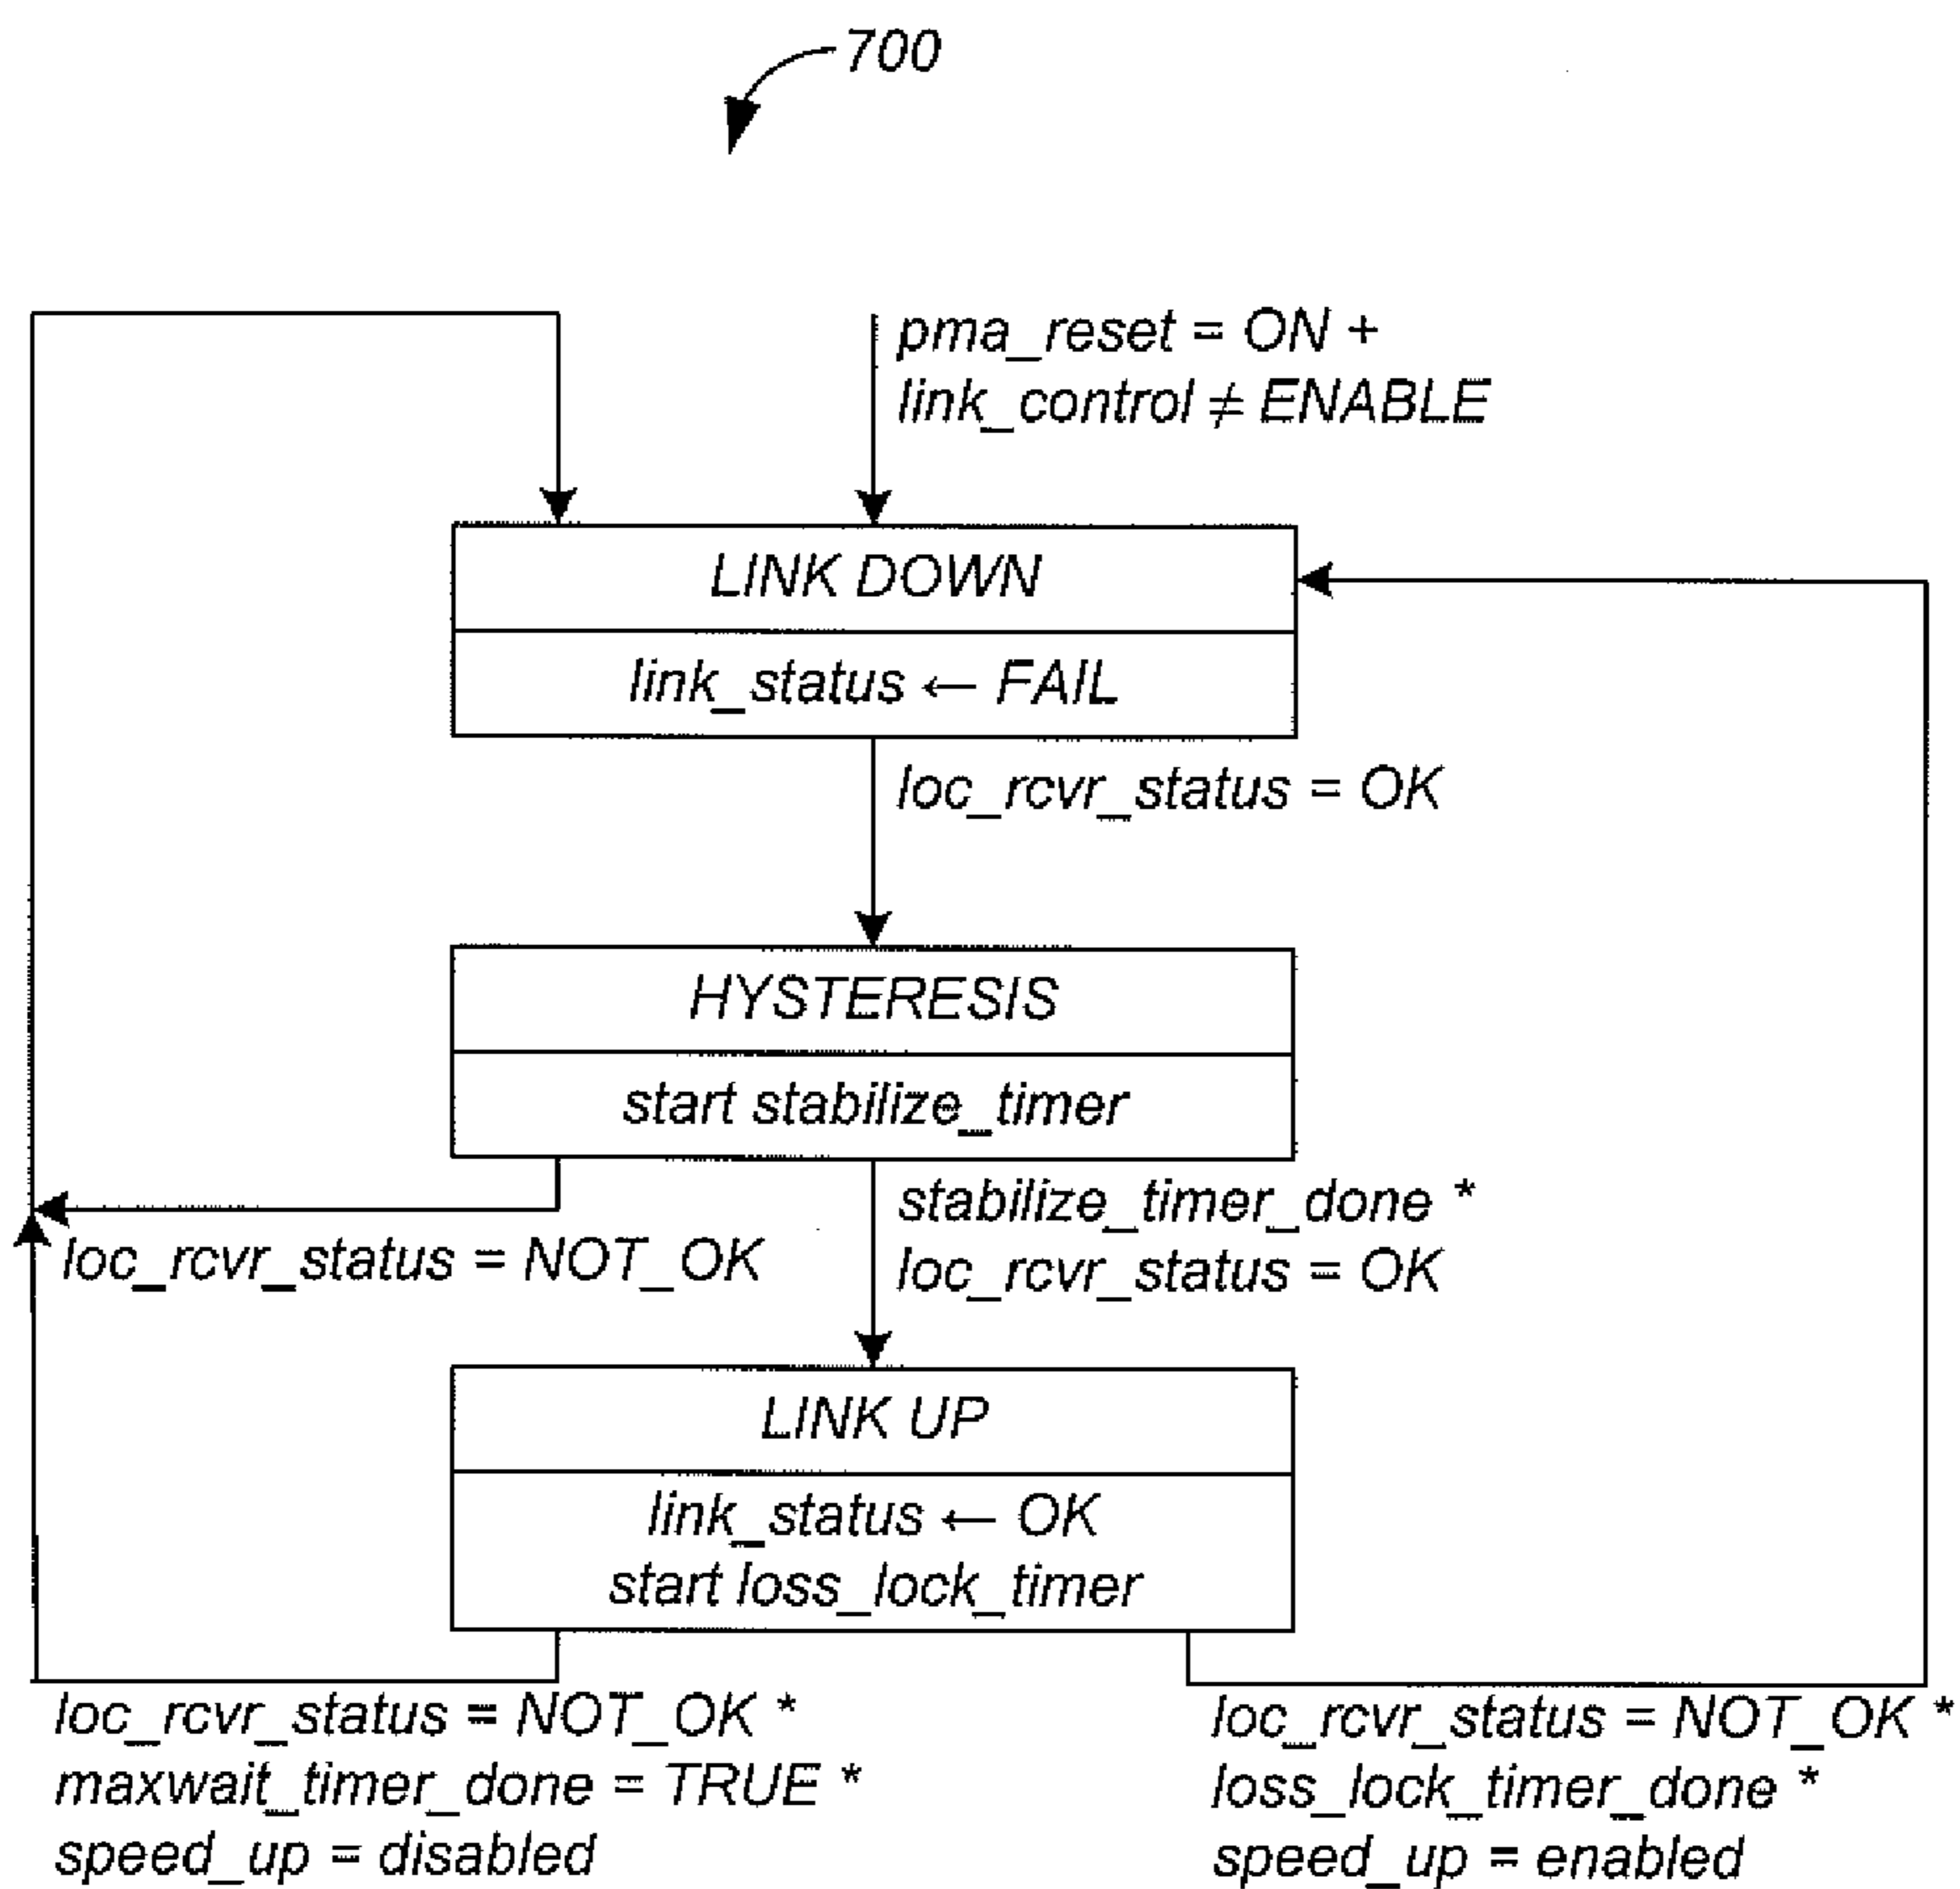 700
pma_reset = ON +
link_control ≠ ENABLE
LINK DOWN
link_status ← FAIL
loc_rcvr_status = OK
HYSTERESIS
start stabilize_timer
loc_rcvr_status = NOT_OK
stabilize_timer_done *
loc_rcvr_status = OK
LINK UP
link_status ← OK
start loss_lock_timer
loc_rcvr_status = NOT_OK *
maxwait_timer_done = TRUE *
speed_up = disabled
loc_rcvr_status = NOT_OK *
loss_lock_timer_done *
speed_up = enabled